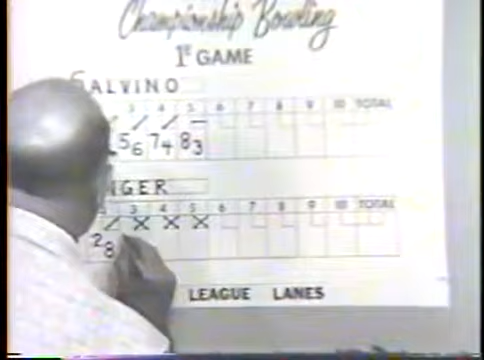 Championship Bowling
1ST GAME
SALVINO
3 4 5 6 7 8 9 10 TOTAL
/ / / −
56 74 83
NGER
3 4 5 6 7 8 9 10 TOTAL
/ X X X
28
LEAGUE LANES